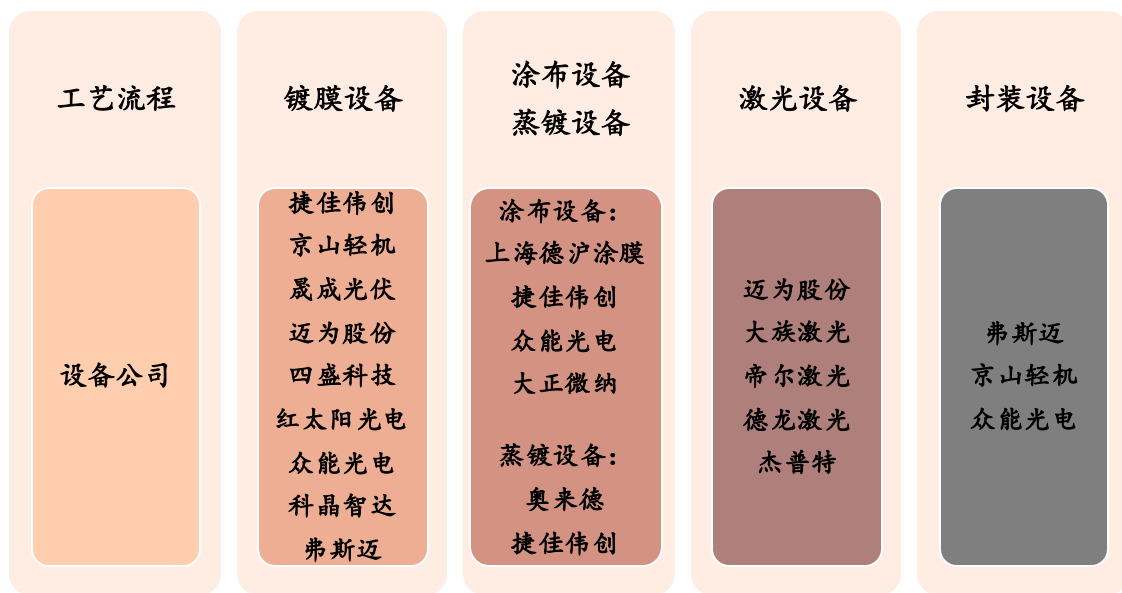 工艺流程
设备公司
镀膜设备
捷佳伟创
京山轻机
晟成光伏
迈为股份
四盛科技
红太阳光电
众能光电
科晶智达
弗斯迈
涂布设备
蒸镀设备
涂布设备：
上海德沪涂膜
捷佳伟创
众能光电
大正微纳
蒸镀设备：
奥来德
捷佳伟创
激光设备
迈为股份
大族激光
帝尔激光
德龙激光
杰普特
封装设备
弗斯迈
京山轻机
众能光电